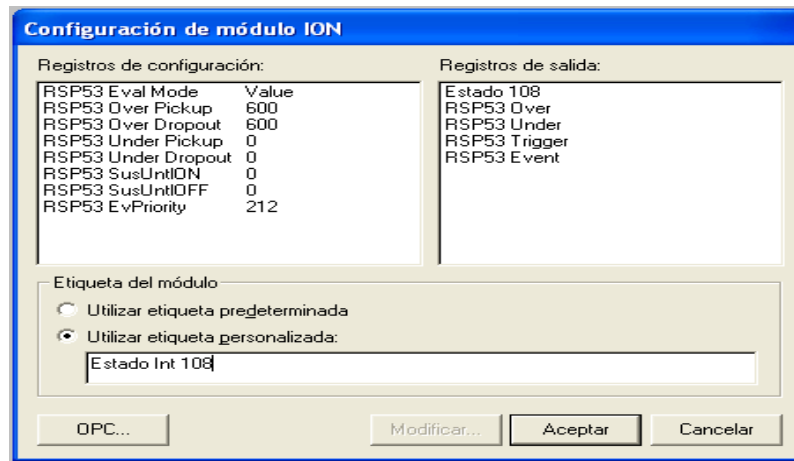 Configuración de módulo ION
Registros de configuración:
RSP53 Eval Mode Value
RSP53 Over Pickup 600
RSP53 Over Dropout 600
RSP53 Under Pickup 0
RSP53 Under Dropout 0
RSP53 SusUntlON 0
RSP53 SusUntlOFF 0
RSP53 EvPriority 212
Registros de salida:
Estado 108
RSP53 Over
RSP53 Under
RSP53 Trigger
RSP53 Event
Etiqueta del módulo
Utilizar etiqueta predeterminada
Utilizar etiqueta personalizada:
Estado Int 108
OPC...
Modificar...
Aceptar
Cancelar